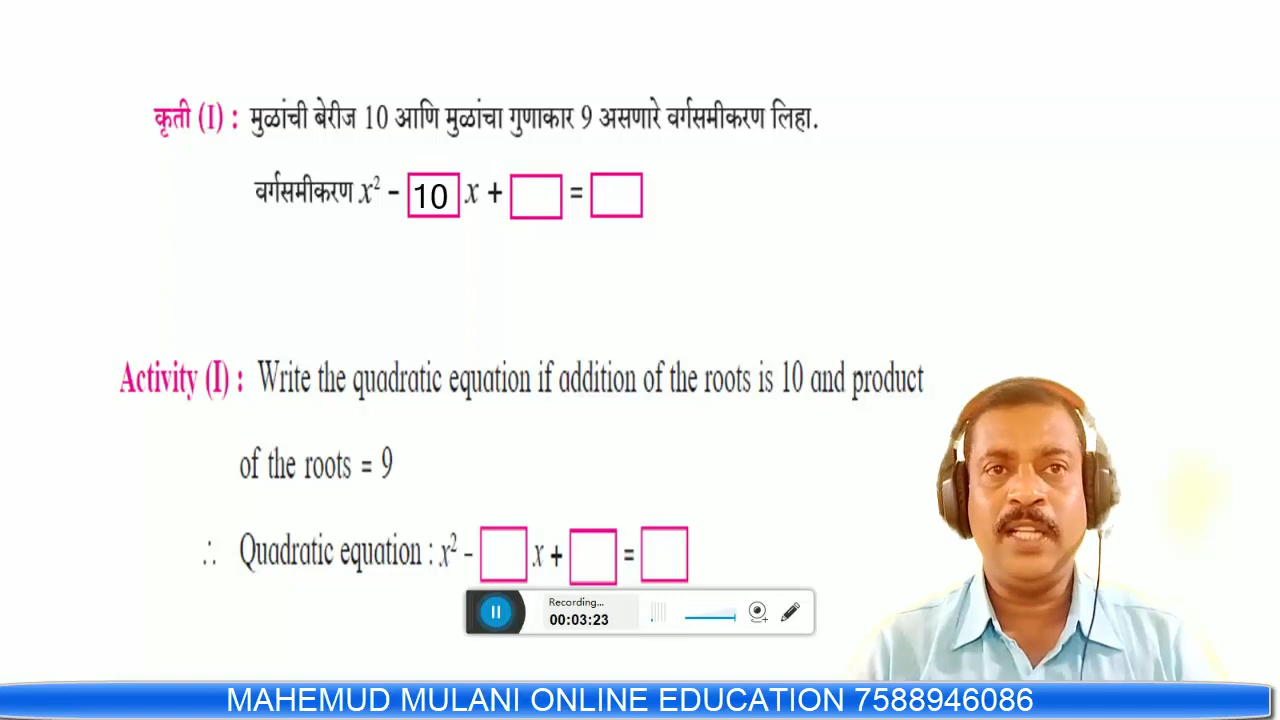 कृती (I) : मुळांची बेरीज 10 आणि मुळांचा गुणाकार 9 असणारे वर्गसमीकरण लिहा.
वर्गसमीकरण x² - 10 x + □ = □
Activity (I) : Write the quadratic equation if addition of the roots is 10 and product
of the roots = 9
∴ Quadratic equation : x² - □ x + □ = □
Recording...
00:03:23
MAHEMUD MULANI ONLINE EDUCATION 7588946086